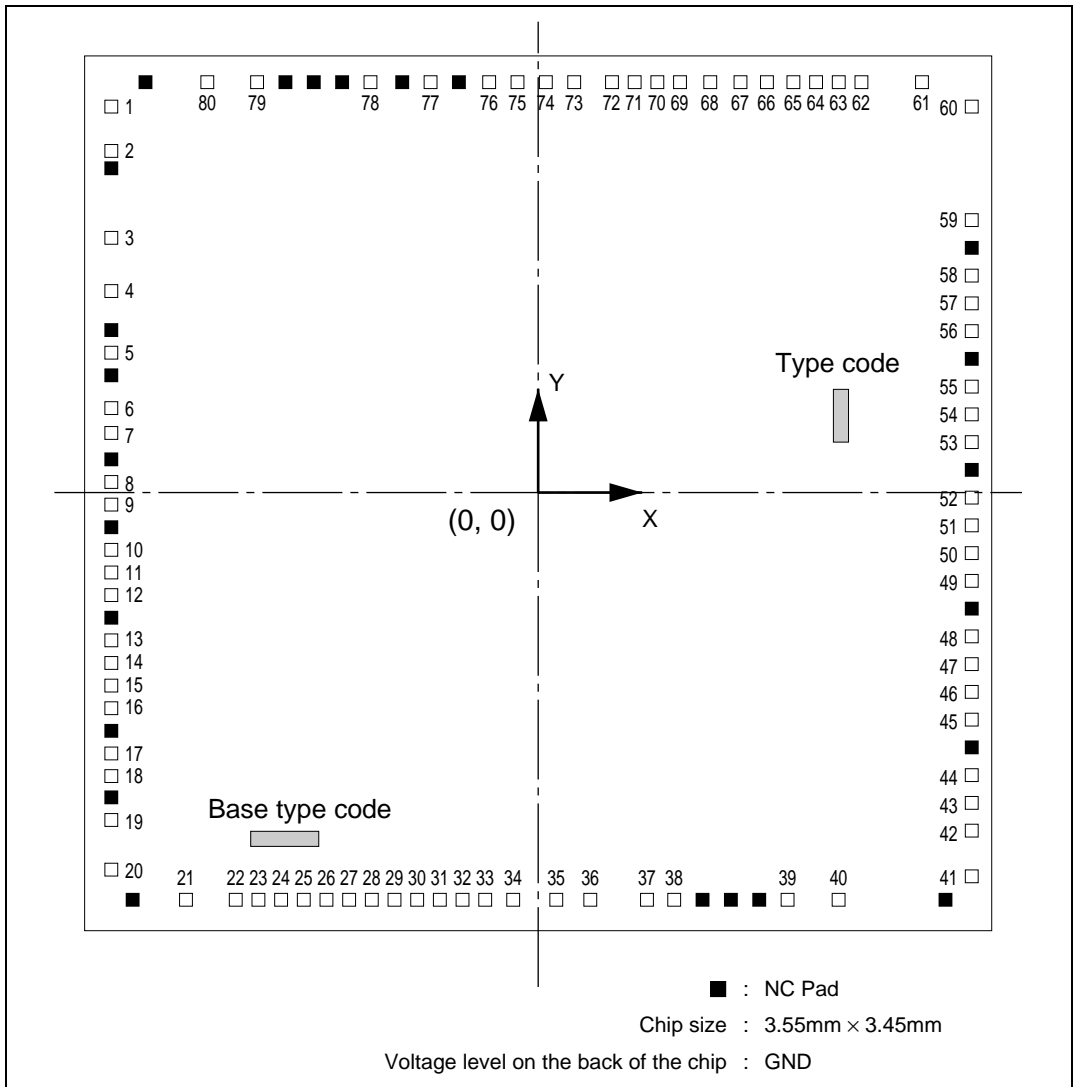 80 79 78 77 76 75 74 73 72 71 70 69 68 67 66 65 64 63 62 61
1 60
2
59
3
58
4
57
56
5
Type code
Y 55
6 54
7 53
8
52
9
(0, 0) X 51
10 50
11 49
12
13 48
14 47
15 46
16 45
17
18 44
Base type code 43
19 42
20 41
21 22 23 24 25 26 27 28 29 30 31 32 33 34 35 36 37 38 39 40
■ : NC Pad
Chip size : 3.55mm × 3.45mm
Voltage level on the back of the chip : GND